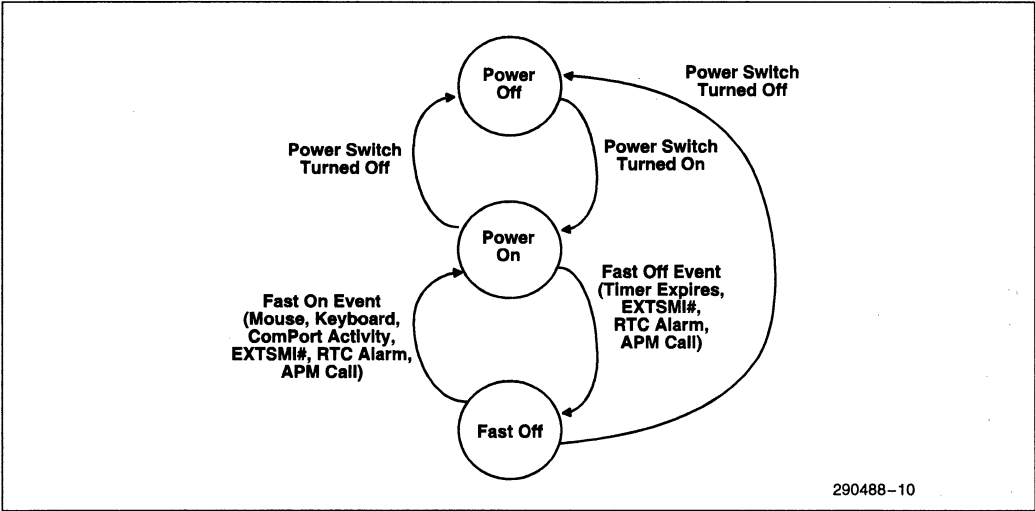 Power
Off
Power Switch
Turned Off
Power Switch
Turned Off
Power Switch
Turned On
Power
On
Fast On Event
(Mouse, Keyboard,
ComPort Activity,
EXTSMI#, RTC Alarm,
APM Call)
Fast Off Event
(Timer Expires,
EXTSMI#,
RTC Alarm,
APM Call)
Fast Off
290488-10